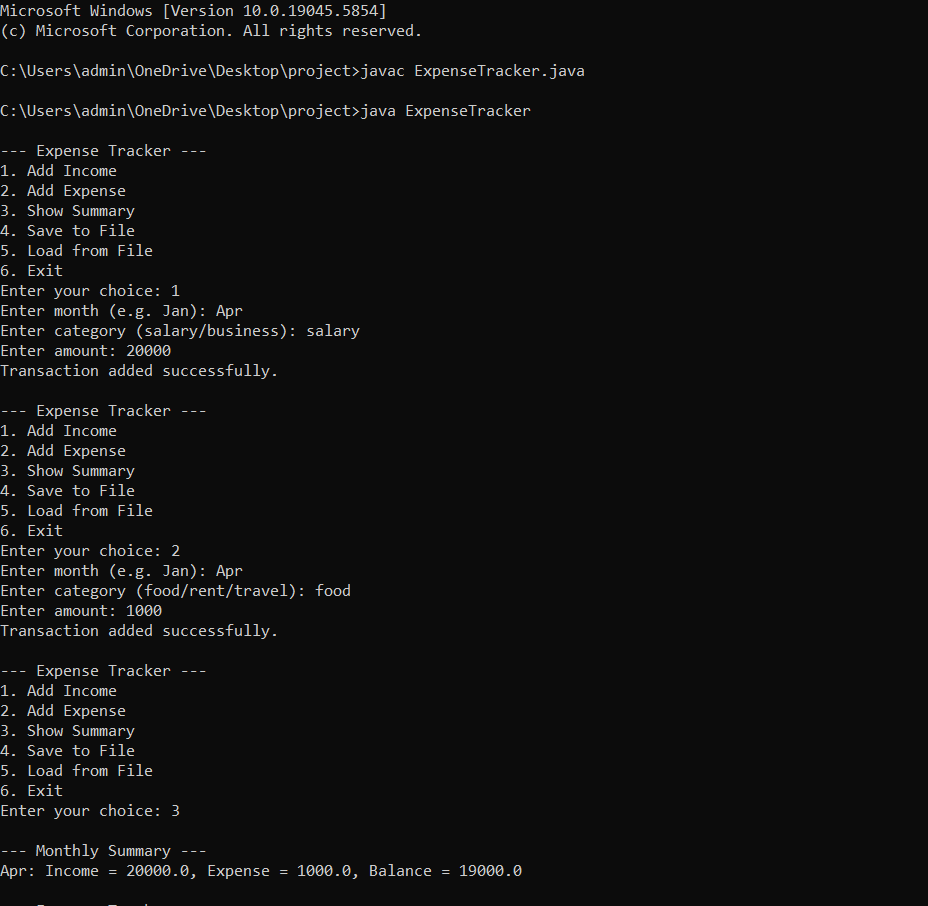 Microsoft Windows [Version 10.0.19045.5854]
(c) Microsoft Corporation. All rights reserved.
C:\Users\admin\OneDrive\Desktop\project>javac ExpenseTracker.java
C:\Users\admin\OneDrive\Desktop\project>java ExpenseTracker
--- Expense Tracker ---
1. Add Income
2. Add Expense
3. Show Summary
4. Save to File
5. Load from File
6. Exit
Enter your choice: 1
Enter month (e.g. Jan): Apr
Enter category (salary/business): salary
Enter amount: 20000
Transaction added successfully.
--- Expense Tracker ---
1. Add Income
2. Add Expense
3. Show Summary
4. Save to File
5. Load from File
6. Exit
Enter your choice: 2
Enter month (e.g. Jan): Apr
Enter category (food/rent/travel): food
Enter amount: 1000
Transaction added successfully.
--- Expense Tracker ---
1. Add Income
2. Add Expense
3. Show Summary
4. Save to File
5. Load from File
6. Exit
Enter your choice: 3
--- Monthly Summary ---
Apr: Income = 20000.0, Expense = 1000.0, Balance = 19000.0